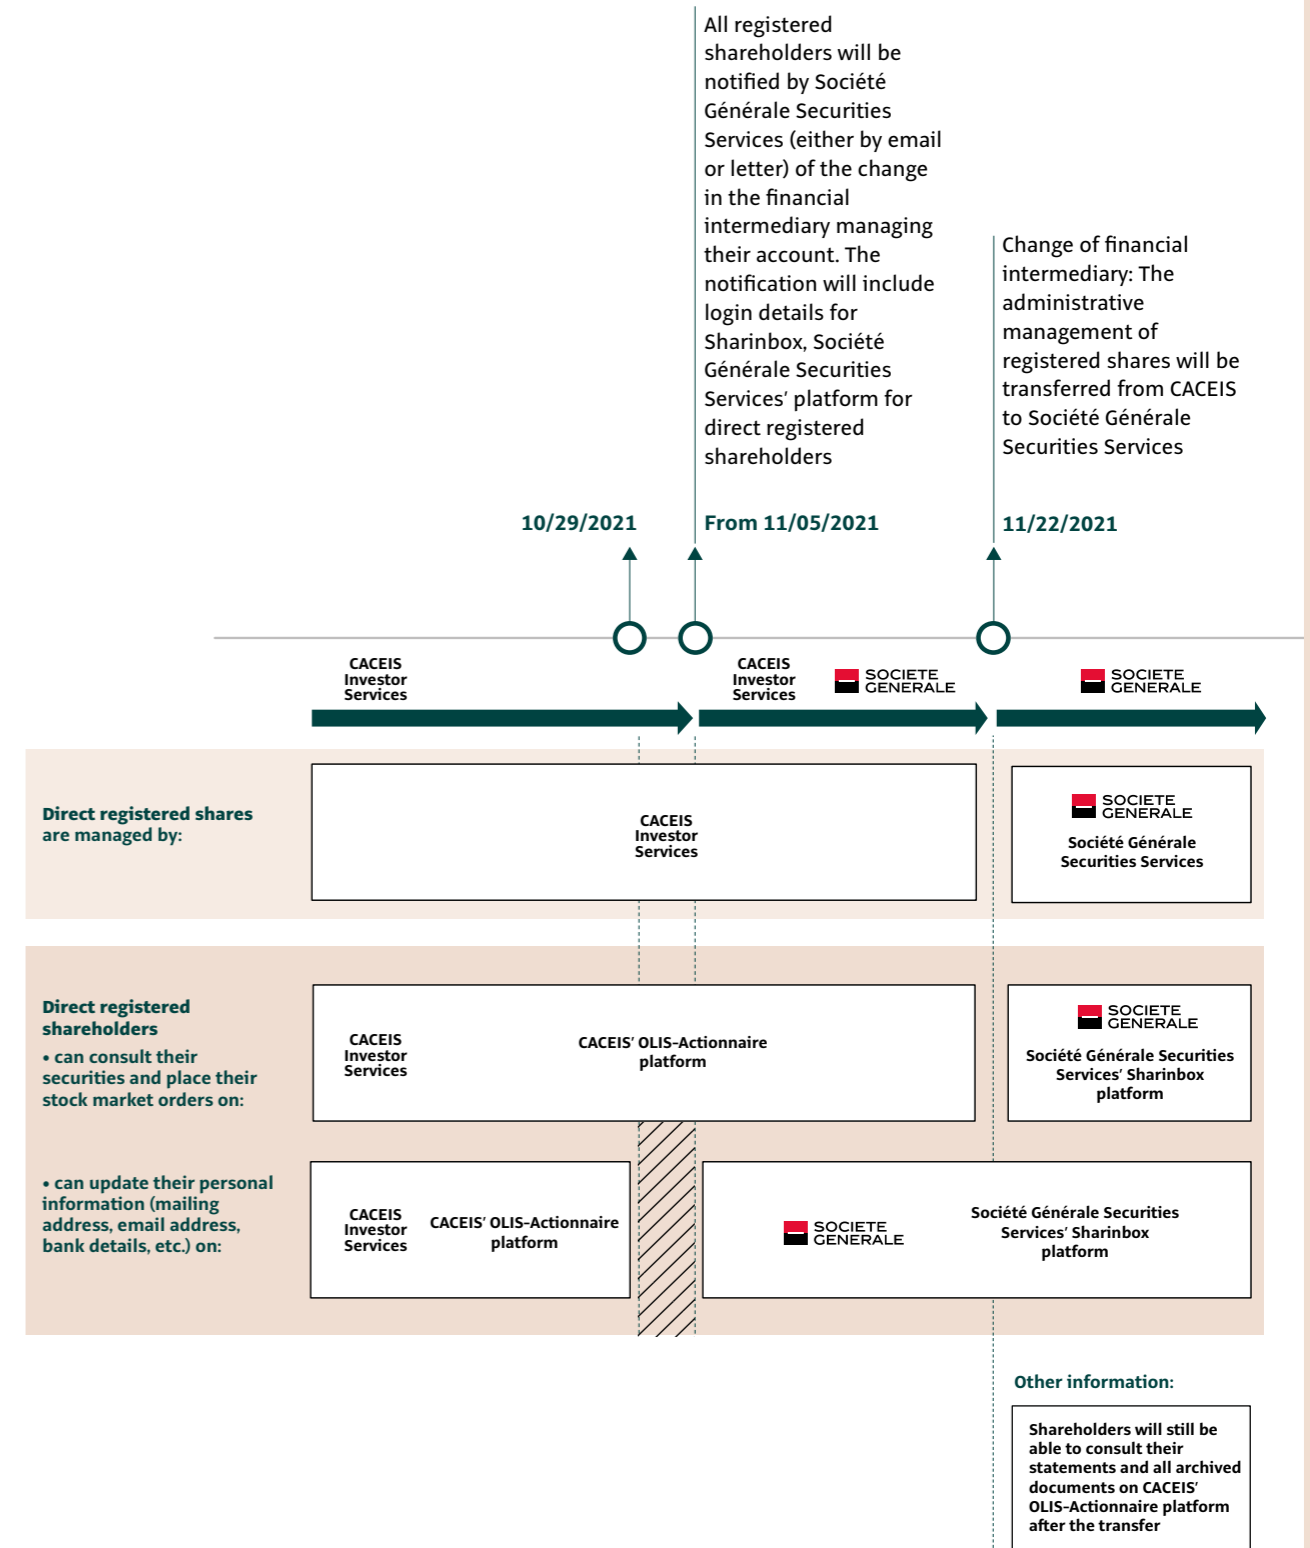 All registered
shareholders will be
notified by Société
Générale Securities
Services (either by email
or letter) of the change
in the financial
intermediary managing
their account. The
notification will include
login details for
Sharinbox, Société
Générale Securities
Services' platform for
direct registered
shareholders
Change of financial
intermediary: The
administrative
management of
registered shares will be
transferred from CACEIS
to Société Générale
Securities Services
10/29/2021
From 11/05/2021
11/22/2021
CACEIS
Investor
Services
CACEIS
Investor
Services
SOCIETE
GENERALE
SOCIETE
GENERALE
Direct registered shares
are managed by:
CACEIS
Investor
Services
SOCIETE
GENERALE
Société Générale
Securities Services
Direct registered
shareholders
• can consult their
securities and place their
stock market orders on:
CACEIS
Investor
Services
CACEIS' OLIS-Actionnaire
platform
SOCIETE
GENERALE
Société Générale Securities
Services' Sharinbox
platform
• can update their personal
information (mailing
address, email address,
bank details, etc.) on:
CACEIS
Investor
Services
CACEIS' OLIS-Actionnaire
platform
SOCIETE
GENERALE
Société Générale Securities
Services' Sharinbox
platform
Other information:
Shareholders will still be
able to consult their
statements and all archived
documents on CACEIS'
OLIS-Actionnaire platform
after the transfer